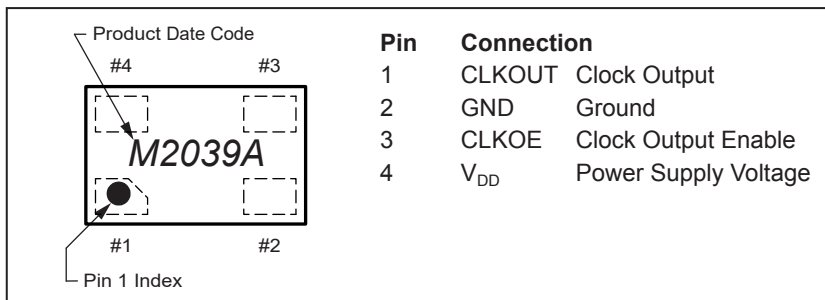 Product Date Code
#4 #3
M2039A
#1 #2
Pin 1 Index
Pin Connection
1 CLKOUT Clock Output
2 GND Ground
3 CLKOE Clock Output Enable
4 VDD Power Supply Voltage